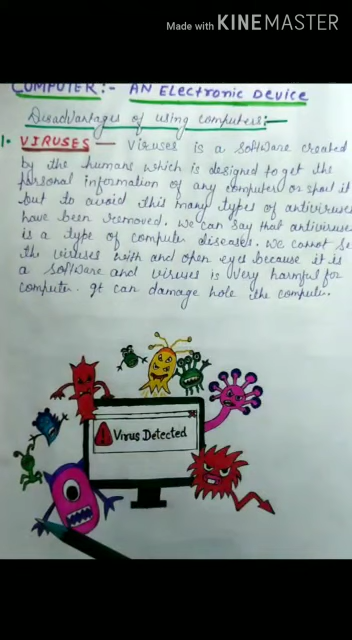 Made with KINEMASTER
COMPUTER:- AN Electronic Device
Disadvantages of using computers:-
1. VIRUSES - Viruses is a software created
by the humans which is designed to get the
personal information of any computer or spoil it
but to avoid this many types of antiviruses
have been removed. We can say that antiviruse
is a type of computer diseases. We cannot se
the viruses with and open eyes because it is
a software and viruses is very harmful for
computer. It can damage hole the compute.
Virus Detected